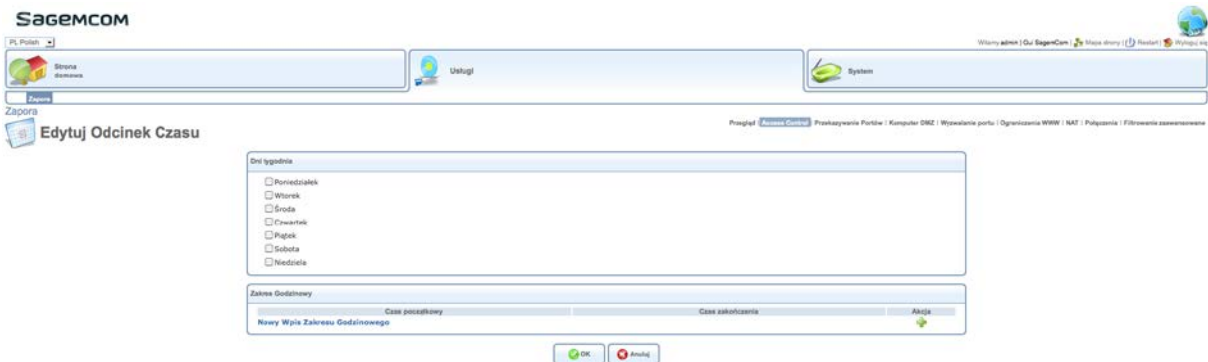 SAGEMCOM
PL Polish
Witamy admin | Gui SagemCom | Mapa strony | Restart | Wyloguj się
Strona domowa
Usługi
System
Zapora
Zapora
Edytuj Odcinek Czasu
Przegląd | Access Control | Przekazywanie Portów | Komputer DMZ | Wyzwalanie portu | Ograniczenia WWW | NAT | Połączenia | Filtrowanie zaawansowane
Dni tygodnia
Poniedziałek
Wtorek
Środa
Czwartek
Piątek
Sobota
Niedziela
Zakres Godzinowy
Czas początkowy Czas zakończenia Akcja
Nowy Wpis Zakresu Godzinowego
OK Anuluj